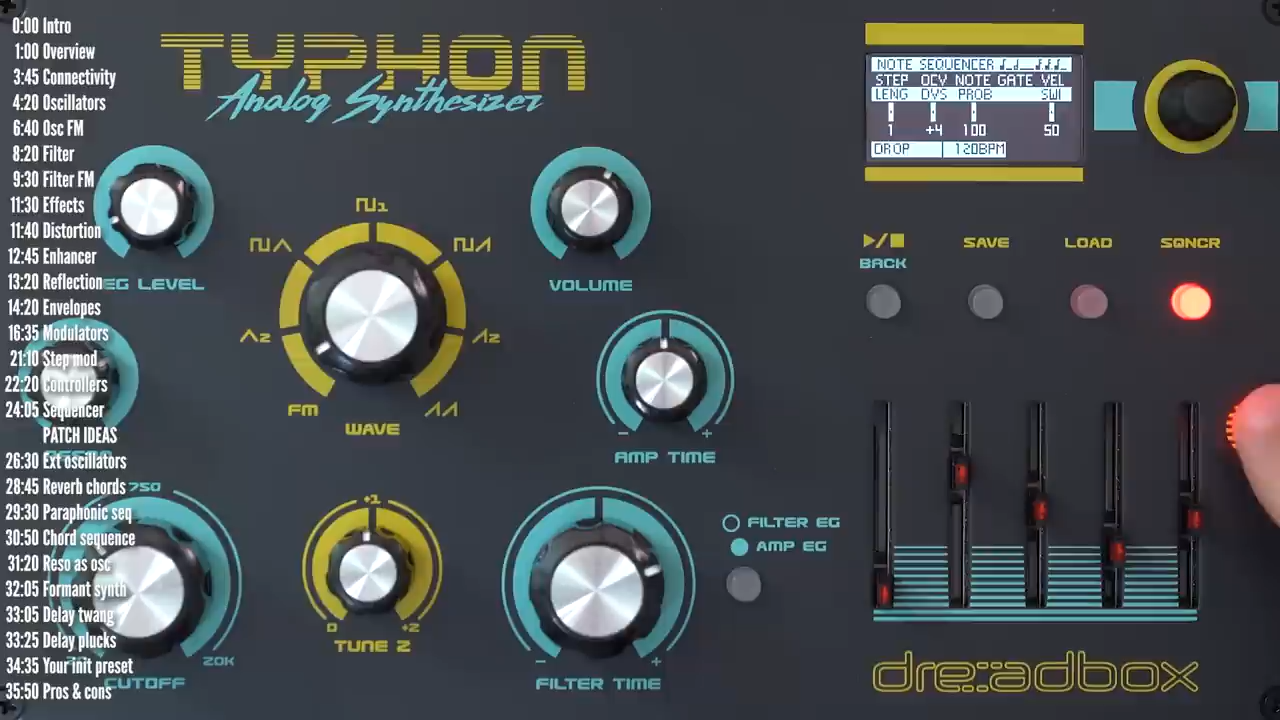 0:00 Intro
1:00 Overview
3:45 Connectivity
4:20 Oscillators
6:40 Osc FM
8:20 Filter
9:30 Filter FM
11:30 Effects
11:40 Distortion
12:45 Enhancer
13:20 Reflection
14:20 Envelopes
16:35 Modulators
21:10 Step mod
22:20 Controllers
24:05 Sequencer
PATCH IDEAS
26:30 Ext oscillators
28:45 Reverb chords
29:30 Paraphonic seq
30:50 Chord sequence
31:20 Reso as osc
32:05 Formant synth
33:05 Delay twang
33:25 Delay plucks
34:35 Your init preset
35:50 Pros & cons
TYPHON
Analog Synthesizer
EG LEVEL
VOLUME
FM
WAVE
AMP TIME
- +
750
20K
CUTOFF
+1
0 +2
TUNE 2
- +
FILTER TIME
FILTER EG
AMP EG
NOTE SEQUENCER
STEP OCV NOTE GATE VEL
LENG DVS PROB SWI
1 +4 100 50
DROP 120BPM
BACK
SAVE
LOAD
SQNCR
dreadbox